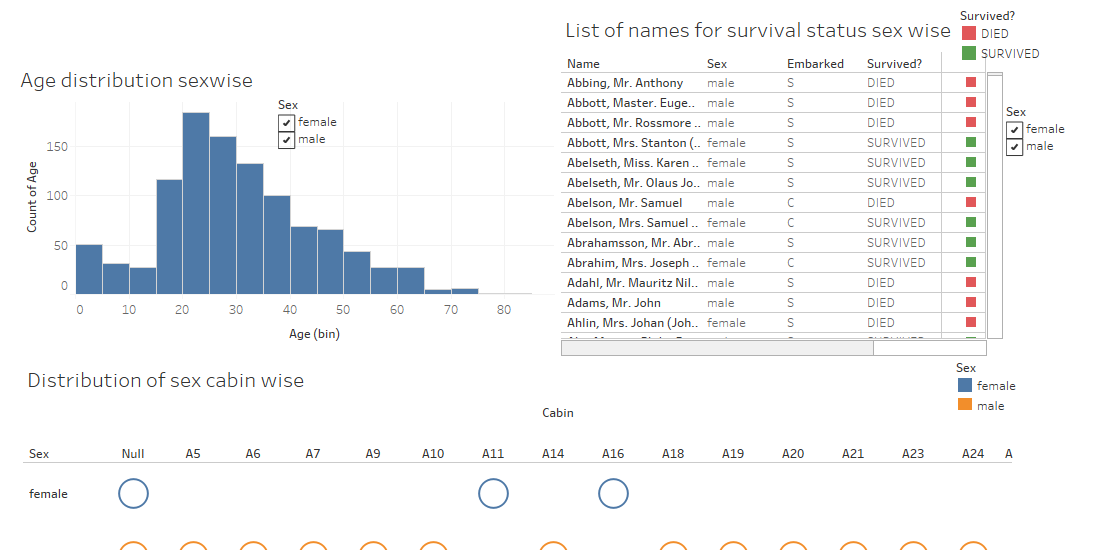 Survived?
List of names for survival status sex wise
DIED
SURVIVED
Age distribution sexwise
Name Sex Embarked Survived?
Abbing, Mr. Anthony male S DIED
Abbott, Master. Euge.. male S DIED
Abbott, Mr. Rossmore .. male S DIED
Abbott, Mrs. Stanton (.. female S SURVIVED
Abelseth, Miss. Karen .. female S SURVIVED
Abelseth, Mr. Olaus Jo.. male S SURVIVED
Abelson, Mr. Samuel male C DIED
Abelson, Mrs. Samuel .. female C SURVIVED
Abrahamsson, Mr. Abr.. male S SURVIVED
Abrahim, Mrs. Joseph .. female C SURVIVED
Adahl, Mr. Mauritz Nil.. male S DIED
Adams, Mr. John male S DIED
Ahlin, Mrs. Johan (Joh.. female S DIED
Sex
female
male
Sex
female
male
Count of Age
150
100
50
0
0 10 20 30 40 50 60 70 80
Age (bin)
Distribution of sex cabin wise
Sex
female
male
Cabin
Sex Null A5 A6 A7 A9 A10 A11 A14 A16 A18 A19 A20 A21 A23 A24 A
female